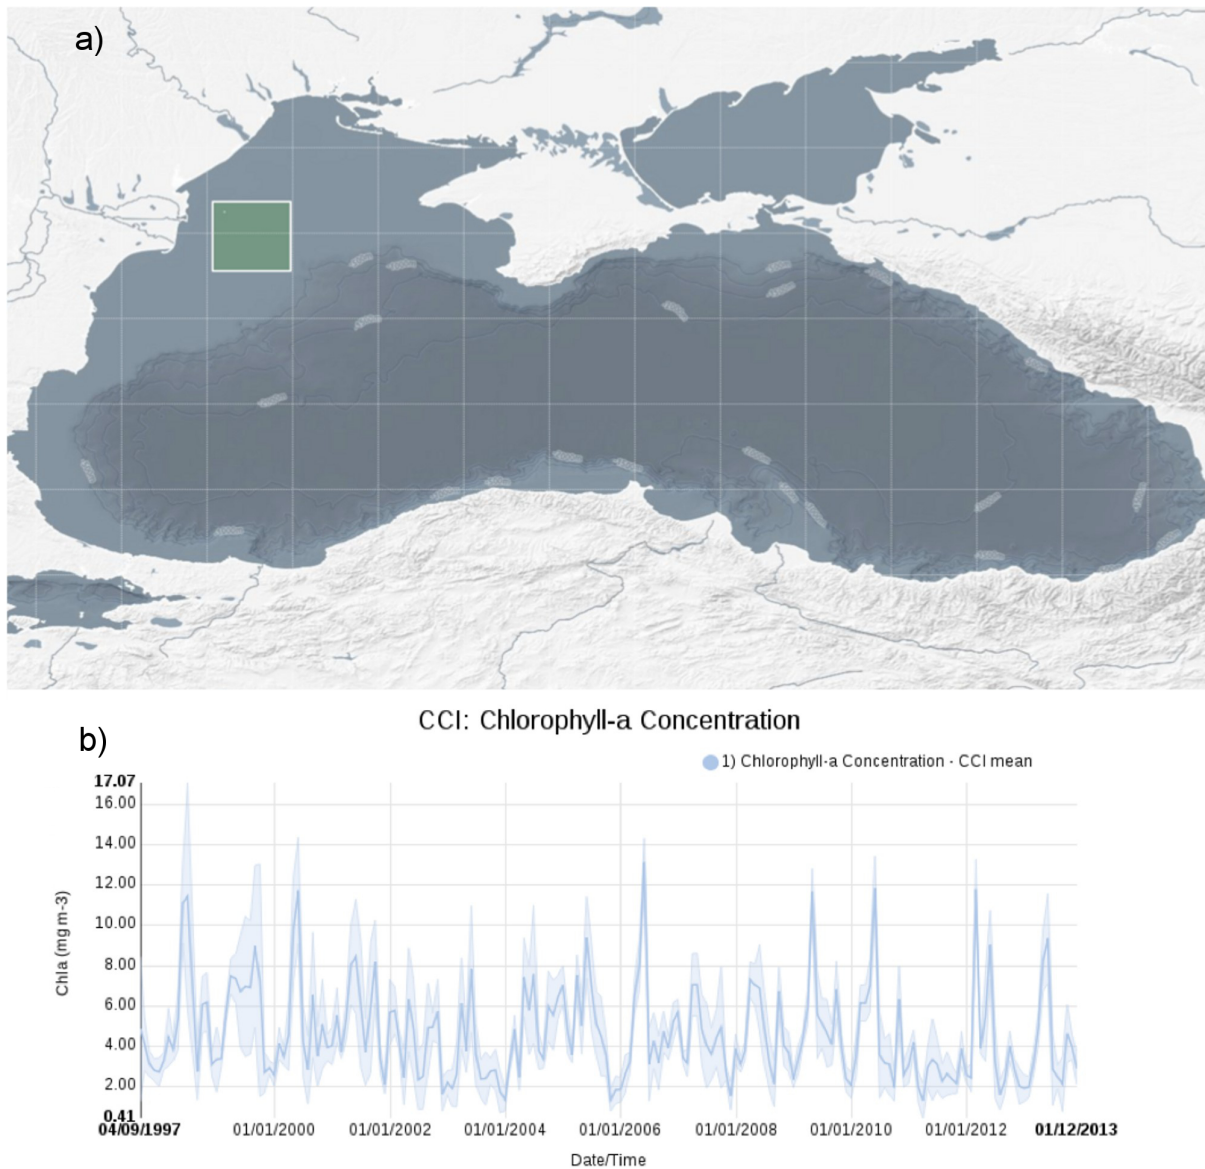 a)
CCI: Chlorophyll-a Concentration
b)
1) Chlorophyll-a Concentration - CCI mean
17.07
16.00
14.00
12.00
10.00
8.00
6.00
4.00
2.00
0.41
Chla (mg m-3)
04/09/1997 01/01/2000 01/01/2002 01/01/2004 01/01/2006 01/01/2008 01/01/2010 01/01/2012 01/12/2013
Date/Time